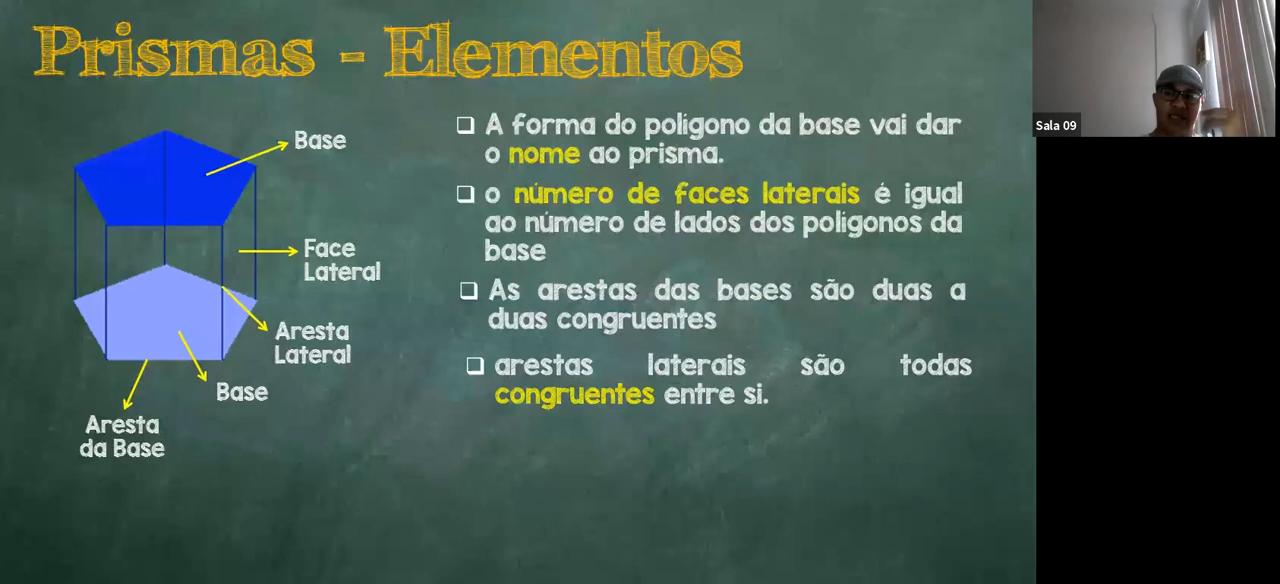 Prismas - Elementos
Base
Face
Lateral
Aresta
Lateral
Base
Aresta
da Base
❑ A forma do poligono da base vai dar
o nome ao prisma.
❑ o número de faces laterais é igual
ao número de lados dos poligonos da
base
❑ As arestas das bases são duas a
duas congruentes
❑ arestas laterais são todas
congruentes entre si.
Sala 09